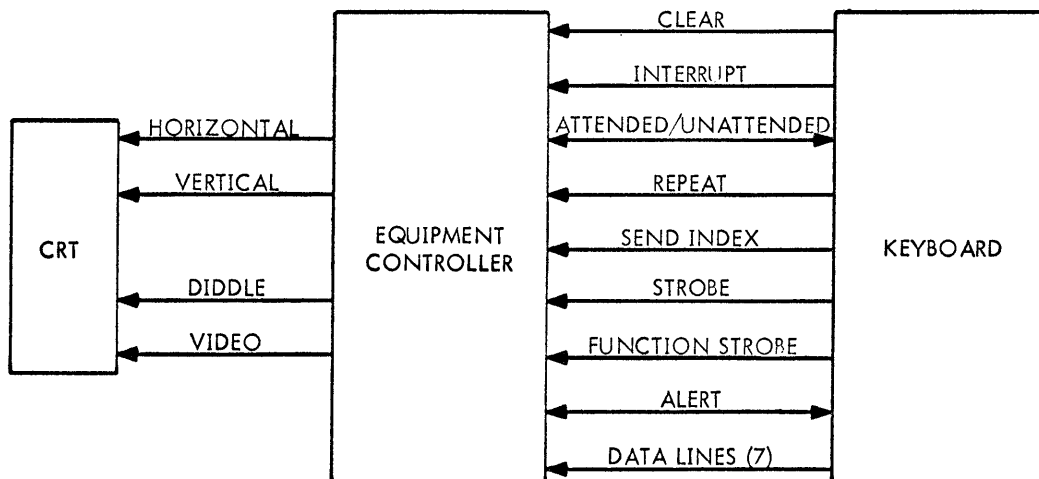 CLEAR
INTERRUPT
HORIZONTAL
ATTENDED/UNATTENDED
VERTICAL
REPEAT
CRT
EQUIPMENT
CONTROLLER
SEND INDEX
KEYBOARD
DIDDLE
STROBE
VIDEO
FUNCTION STROBE
ALERT
DATA LINES (7)